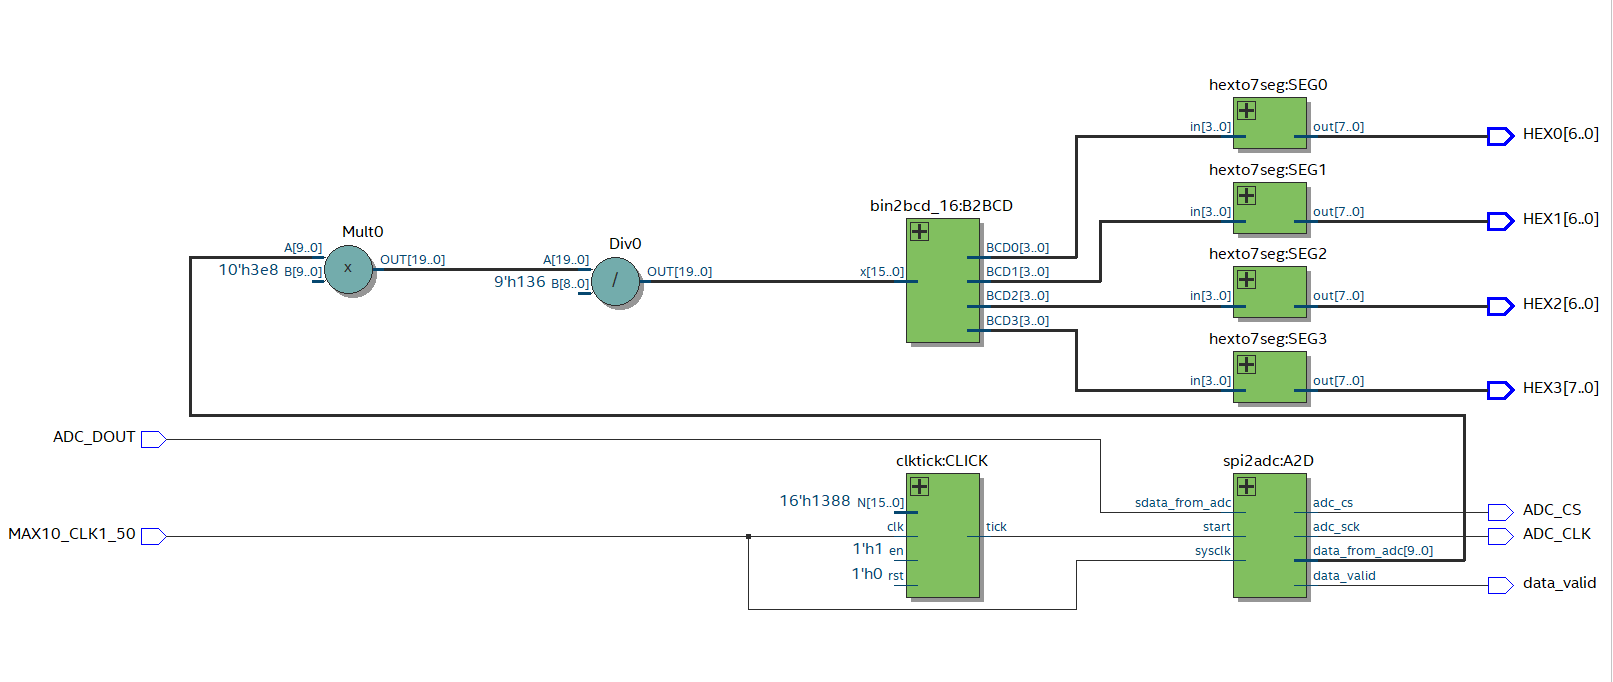 hexto7seg:SEG0
in[3..0]
out[7..0]
HEX0[6..0]
hexto7seg:SEG1
in[3..0]
out[7..0]
HEX1[6..0]
hexto7seg:SEG2
in[3..0]
out[7..0]
HEX2[6..0]
hexto7seg:SEG3
in[3..0]
out[7..0]
HEX3[7..0]
bin2bcd_16:B2BCD
x[15..0]
BCD0[3..0]
BCD1[3..0]
BCD2[3..0]
BCD3[3..0]
Mult0
A[9..0]
10'h3e8 B[9..0]
x
OUT[19..0]
Div0
A[19..0]
9'h136 B[8..0]
/
OUT[19..0]
ADC_DOUT
MAX10_CLK1_50
clktick:CLICK
16'h1388 N[15..0]
clk
1'h1 en
1'h0 rst
tick
spi2adc:A2D
sdata_from_adc
start
sysclk
adc_cs
adc_sck
data_from_adc[9..0]
data_valid
ADC_CS
ADC_CLK
data_valid